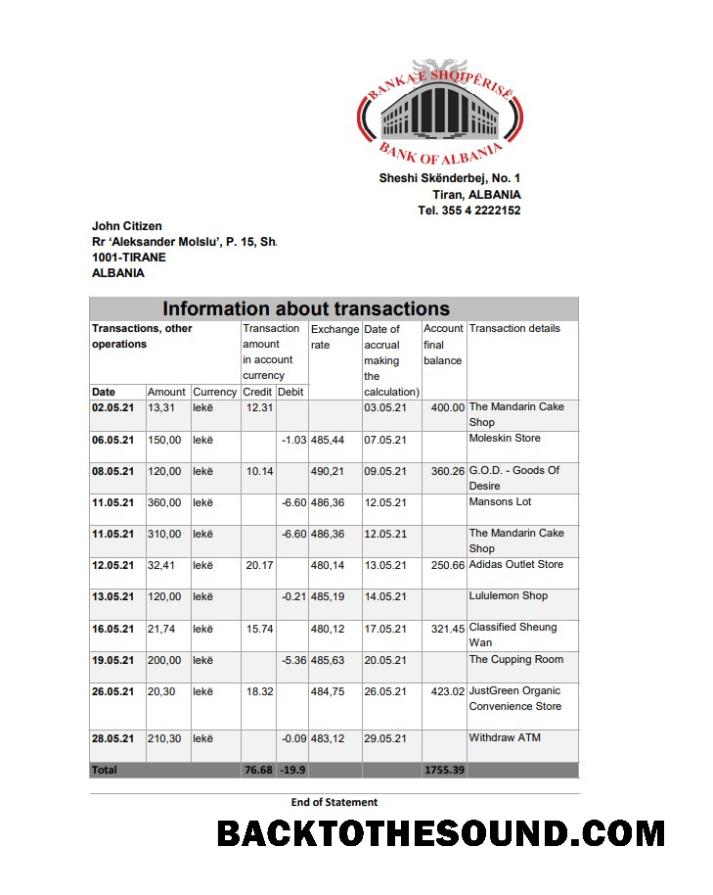 BANKA E SHQIPËRISË
BANK OF ALBANIA
Sheshi Skënderbej, No. 1
Tiran, ALBANIA
Tel. 355 4 2222152
John Citizen
Rr ‘Aleksander Molslu’, P. 15, Sh.
1001-TIRANE
ALBANIA
Information about transactions
Transactions, other operations Transaction amount in account currency Exchange rate Date of accrual making the calculation) Account final balance Transaction details
Date Amount Currency Credit Debit
02.05.21 13,31 lekë 12.31 03.05.21 400.00 The Mandarin Cake Shop
06.05.21 150,00 lekë -1.03 485,44 07.05.21 Moleskin Store
08.05.21 120,00 lekë 10.14 490,21 09.05.21 360.26 G.O.D. - Goods Of Desire
11.05.21 360,00 lekë -6.60 486,36 12.05.21 Mansons Lot
11.05.21 310,00 lekë -6.60 486,36 12.05.21 The Mandarin Cake Shop
12.05.21 32,41 lekë 20.17 480,14 13.05.21 250.66 Adidas Outlet Store
13.05.21 120,00 lekë -0.21 485,19 14.05.21 Lululemon Shop
16.05.21 21,74 lekë 15.74 480,12 17.05.21 321.45 Classified Sheung Wan
19.05.21 200,00 lekë -5.36 485,63 20.05.21 The Cupping Room
26.05.21 20,30 lekë 18.32 484,75 26.05.21 423.02 JustGreen Organic Convenience Store
28.05.21 210,30 lekë -0.09 483,12 29.05.21 Withdraw ATM
Total 76.68 -19.9 1755.39
End of Statement
BACKTOTHESOUND.COM